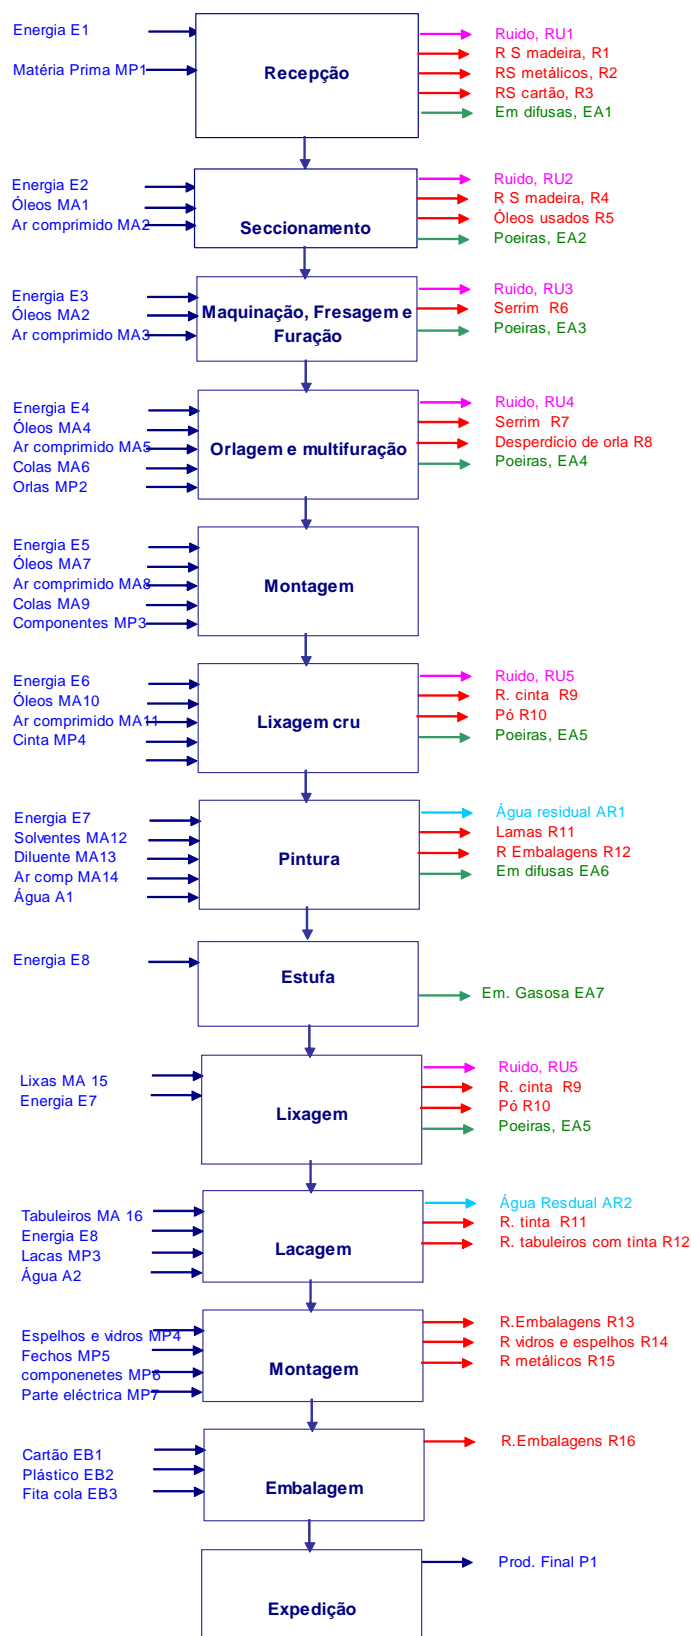 Energia E1
Matéria Prima MP1
Recepção
Ruido, RU1
R S madeira, R1
RS metálicos, R2
RS cartão, R3
Em difusas, EA1
Energia E2
Óleos MA1
Ar comprimido MA2
Seccionamento
Ruido, RU2
R S madeira, R4
Óleos usados R5
Poeiras, EA2
Energia E3
Óleos MA2
Ar comprimido MA3
Maquinação, Fresagem e
Furação
Ruido, RU3
Serrim R6
Poeiras, EA3
Energia E4
Óleos MA4
Ar comprimido MA5
Colas MA6
Orlas MP2
Orlagem e multifuração
Ruido, RU4
Serrim R7
Desperdício de orla R8
Poeiras, EA4
Energia E5
Óleos MA7
Ar comprimido MA8
Colas MA9
Componentes MP3
Montagem
Energia E6
Óleos MA10
Ar comprimido MA11
Cinta MP4
Lixagem cru
Ruido, RU5
R. cinta R9
Pó R10
Poeiras, EA5
Energia E7
Solventes MA12
Diluente MA13
Ar comp MA14
Água A1
Pintura
Água residual AR1
Lamas R11
R Embalagens R12
Em difusas EA6
Energia E8
Estufa
Em. Gasosa EA7
Lixas MA 15
Energia E7
Lixagem
Ruido, RU5
R. cinta R9
Pó R10
Poeiras, EA5
Tabuleiros MA 16
Energia E8
Lacas MP3
Água A2
Lacagem
Água Resdual AR2
R. tinta R11
R. tabuleiros com tinta R12
Espelhos e vidros MP4
Fechos MP5
componenetes MP6
Parte eléctrica MP7
Montagem
R.Embalagens R13
R vidros e espelhos R14
R metálicos R15
Cartão EB1
Plástico EB2
Fita cola EB3
Embalagem
R.Embalagens R16
Expedição
Prod. Final P1